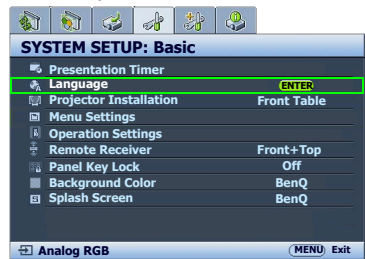 SYSTEM SETUP: Basic
Presentation Timer
Language ENTER
Projector Installation Front Table
Menu Settings
Operation Settings
Remote Receiver Front+Top
Panel Key Lock Off
Background Color BenQ
Splash Screen BenQ
Analog RGB MENU Exit